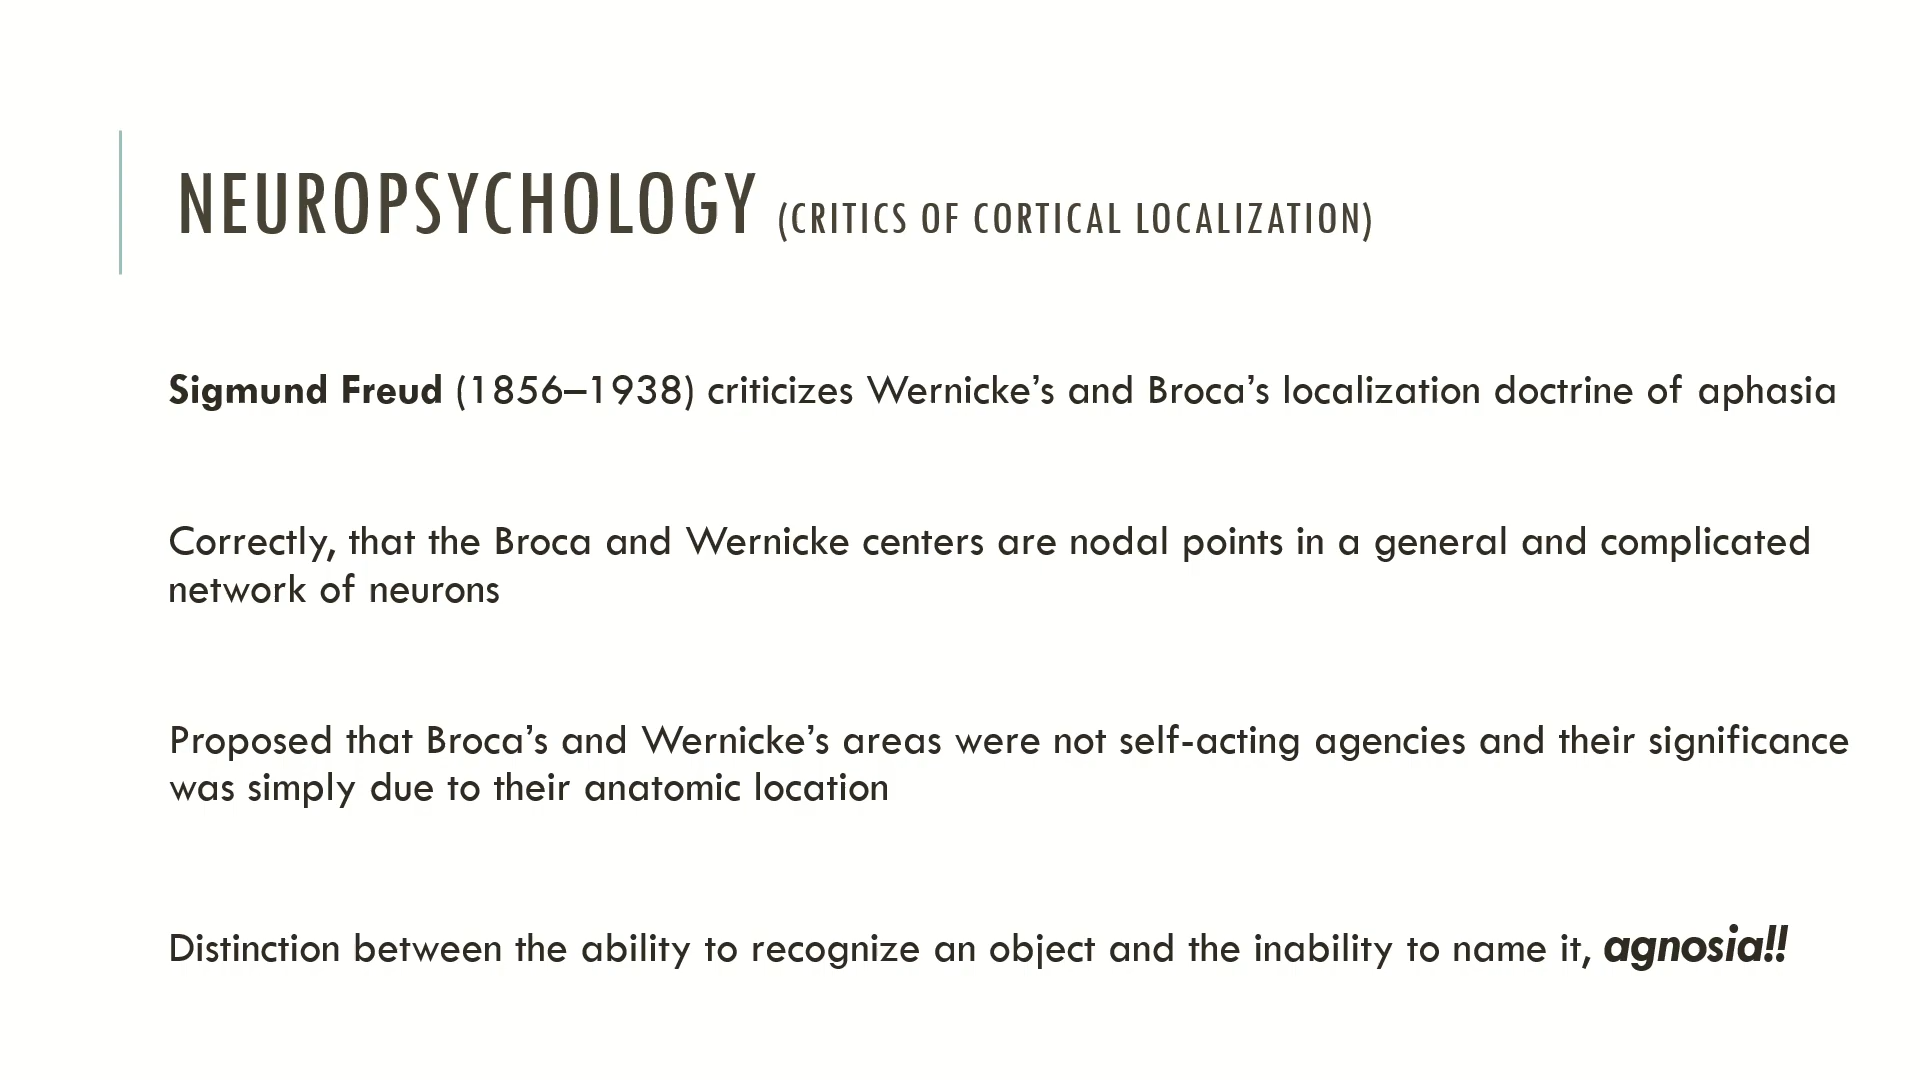 NEUROPSYCHOLOGY (CRITICS OF CORTICAL LOCALIZATION)
Sigmund Freud (1856–1938) criticizes Wernicke’s and Broca’s localization doctrine of aphasia
Correctly, that the Broca and Wernicke centers are nodal points in a general and complicated
network of neurons
Proposed that Broca’s and Wernicke’s areas were not self-acting agencies and their significance
was simply due to their anatomic location
Distinction between the ability to recognize an object and the inability to name it, agnosia!!